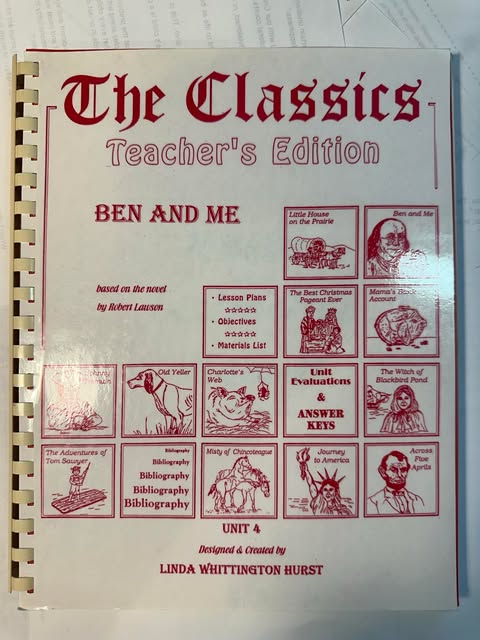 The Classics
Teacher's Edition
BEN AND ME
Little House
on the Prairie
Ben and Me
based on the novel
by Robert Lawson
• Lesson Plans
☆☆☆☆☆
• Objectives
☆☆☆☆☆
• Materials List
The Best Christmas
Pageant Ever
Mama's Bank
Account
Johnny
Old Yeller
Charlotte's
Web
Unit
Evaluations
&
ANSWER
KEYS
The Witch of
Blackbird Pond
The Adventures of
Tom Sawyer
Bibliography
Bibliography
Bibliography
Bibliography
Bibliography
Misty of Chincoteague
Journey
to America
Across
Five
Aprils
UNIT 4
Designed & Created by
LINDA WHITTINGTON HURST